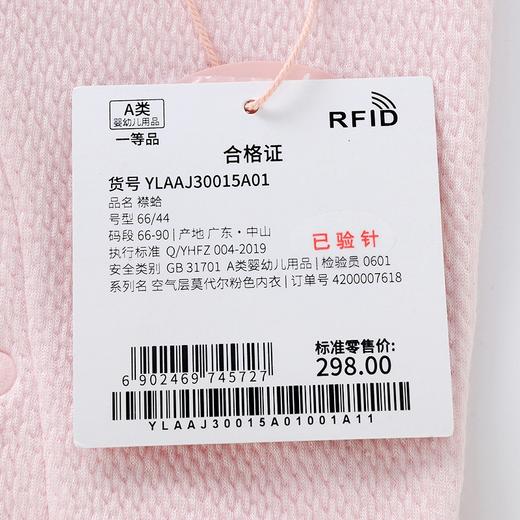 A类
婴幼儿用品
一等品
RFID
合格证
货号 YLAAJ30015A01
品名 襟蛤
号型 66/44
码段 66-90 | 产地 广东·中山
执行标准 Q/YHFZ 004-2019
已验针
安全类别 GB 31701 A类婴幼儿用品 | 检验员 0601
系列名 空气层莫代尔粉色内衣 | 订单号 4200007618
标准零售价:
298.00
6 902469 745727
YLAAJ30015A01001A11